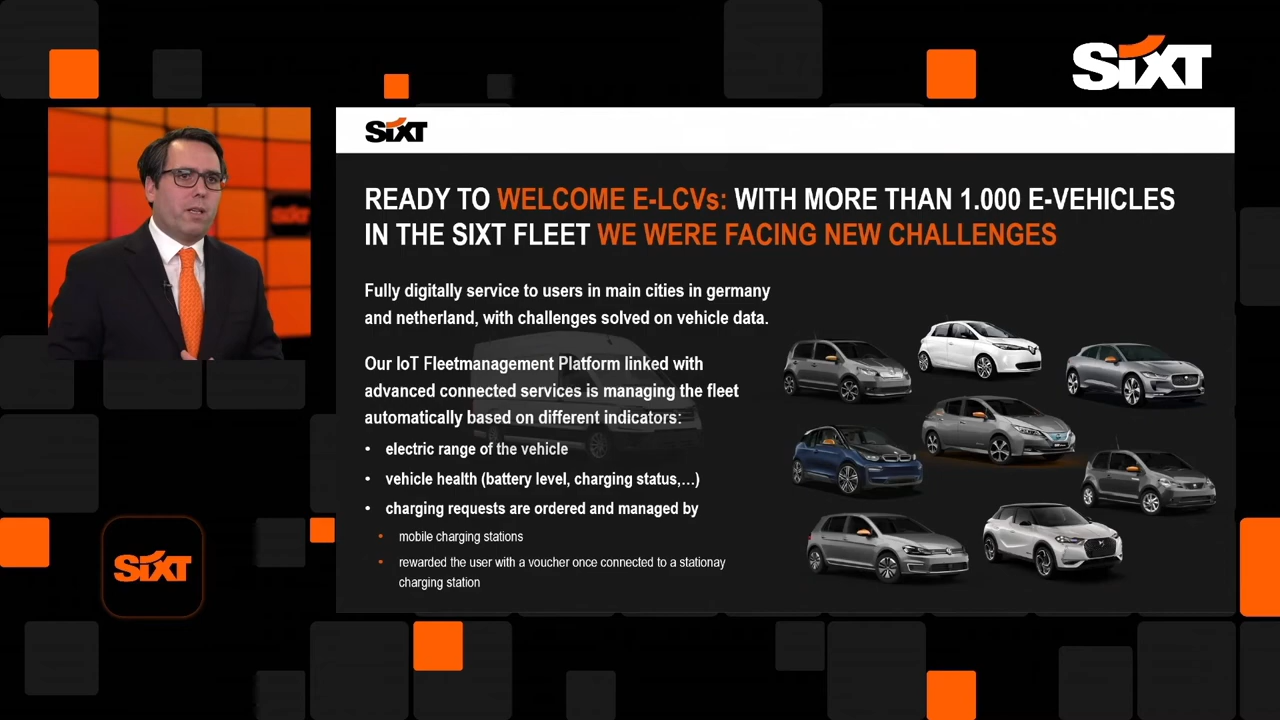 SIXT
SIXT
READY TO WELCOME E-LCVs: WITH MORE THAN 1.000 E-VEHICLES
IN THE SIXT FLEET WE WERE FACING NEW CHALLENGES
Fully digitally service to users in main cities in germany
and netherland, with challenges solved on vehicle data.
Our IoT Fleetmanagement Platform linked with
advanced connected services is managing the fleet
automatically based on different indicators:
• electric range of the vehicle
• vehicle health (battery level, charging status,...)
• charging requests are ordered and managed by
• mobile charging stations
• rewarded the user with a voucher once connected to a stationay
charging station
SIXT
SIXT